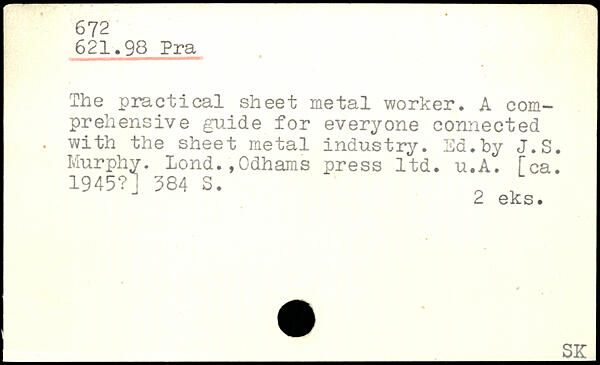 672
621.98 Pra
The practical sheet metal worker. A com-
prehensive guide for everyone connected
with the sheet metal industry. Ed.by J.S.
Murphy. Lond.,Odhams press ltd. u.A. [ca.
1945?] 384 S.
2 eks.
SK